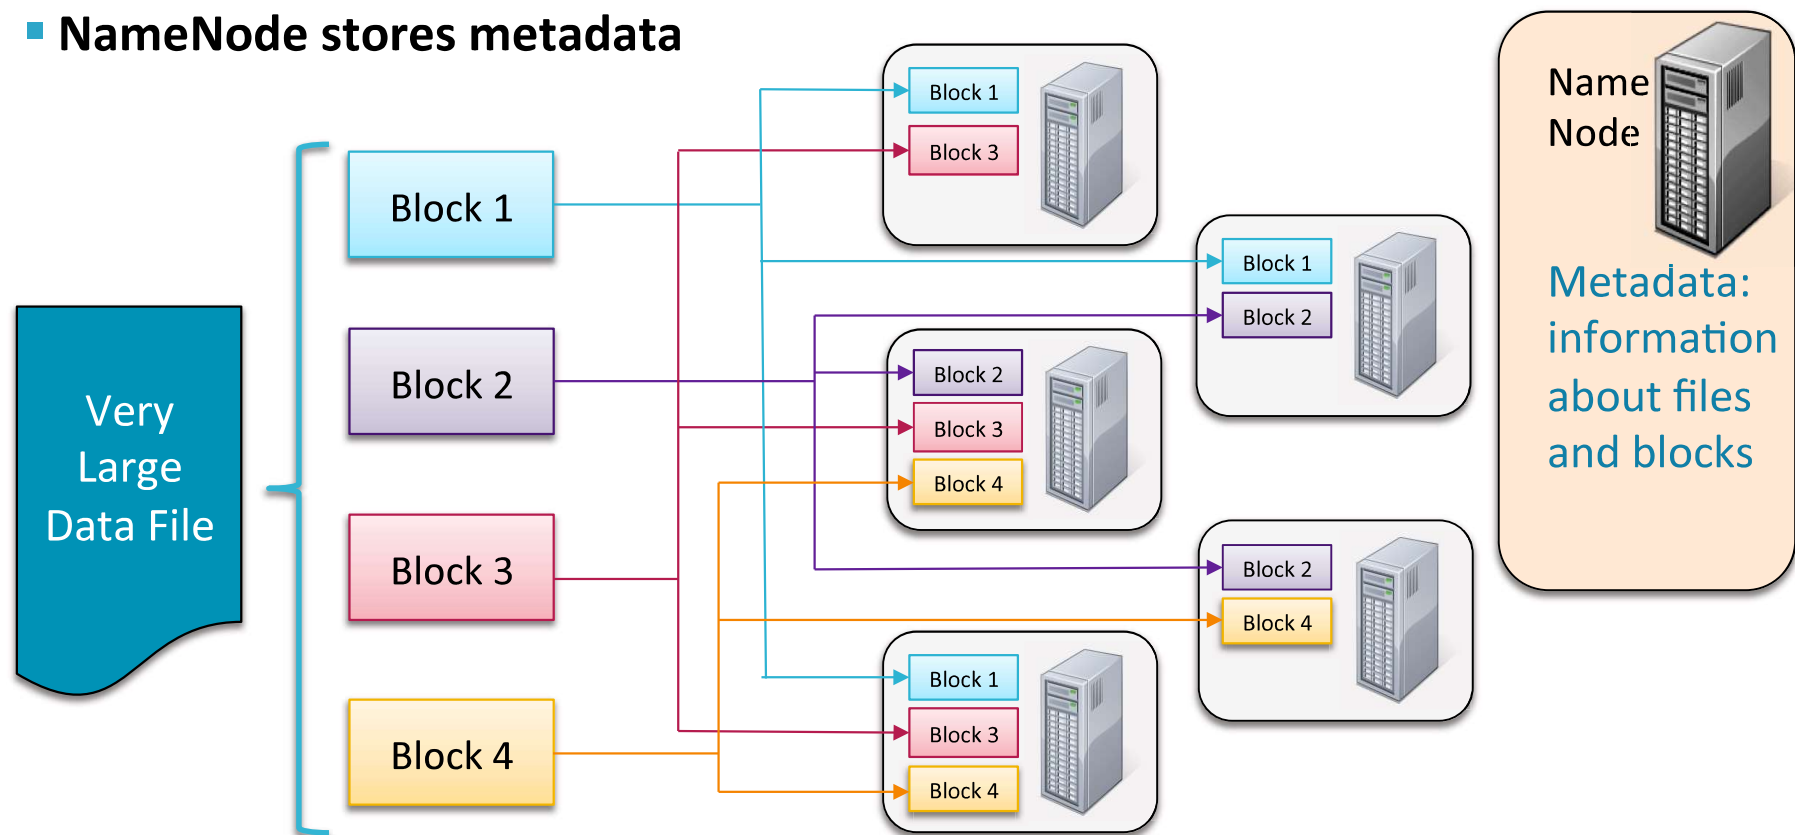 NameNode stores metadata
Very
Large
Data File
Block 1
Block 2
Block 3
Block 4
Block 1
Block 3
Block 1
Block 2
Block 2
Block 3
Block 4
Block 2
Block 4
Block 1
Block 3
Block 4
Name
Node
Metadata:
information
about files
and blocks